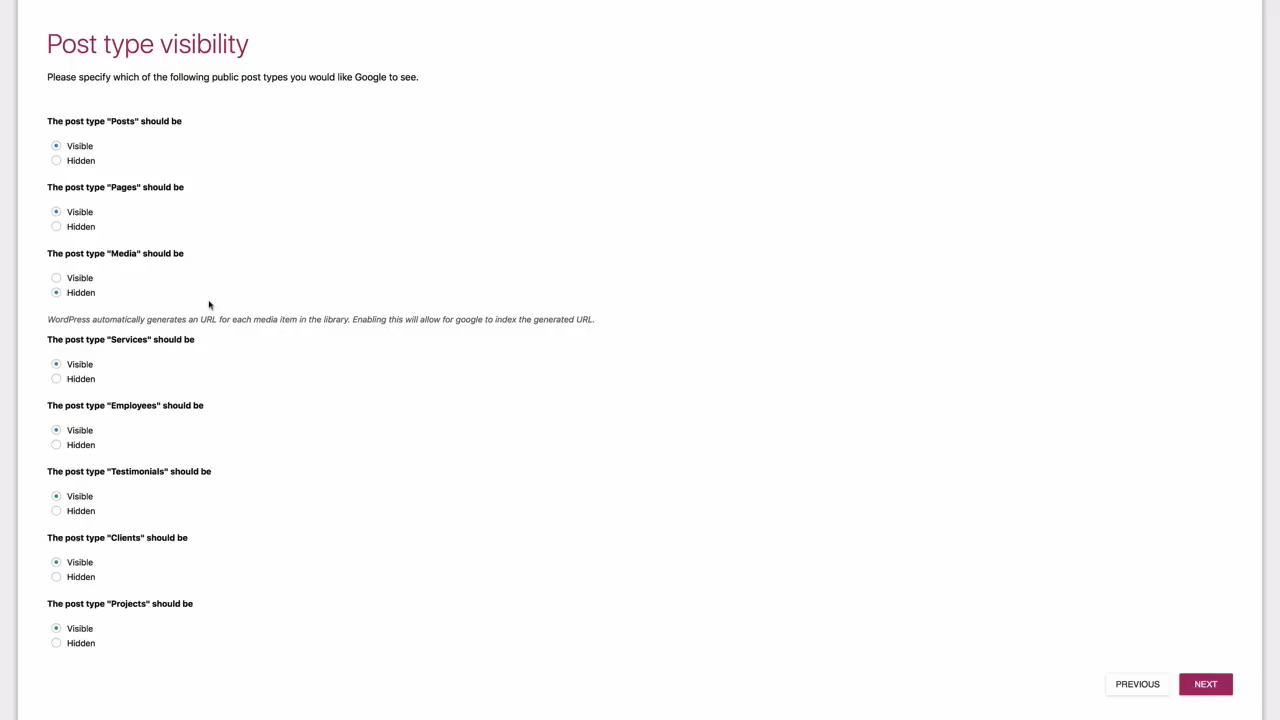 Post type visibility
Please specify which of the following public post types you would like Google to see.
The post type "Posts" should be
Visible
Hidden
The post type "Pages" should be
Visible
Hidden
The post type "Media" should be
Visible
Hidden
WordPress automatically generates an URL for each media item in the library. Enabling this will allow for google to index the generated URL.
The post type "Services" should be
Visible
Hidden
The post type "Employees" should be
Visible
Hidden
The post type "Testimonials" should be
Visible
Hidden
The post type "Clients" should be
Visible
Hidden
The post type "Projects" should be
Visible
Hidden
PREVIOUS
NEXT